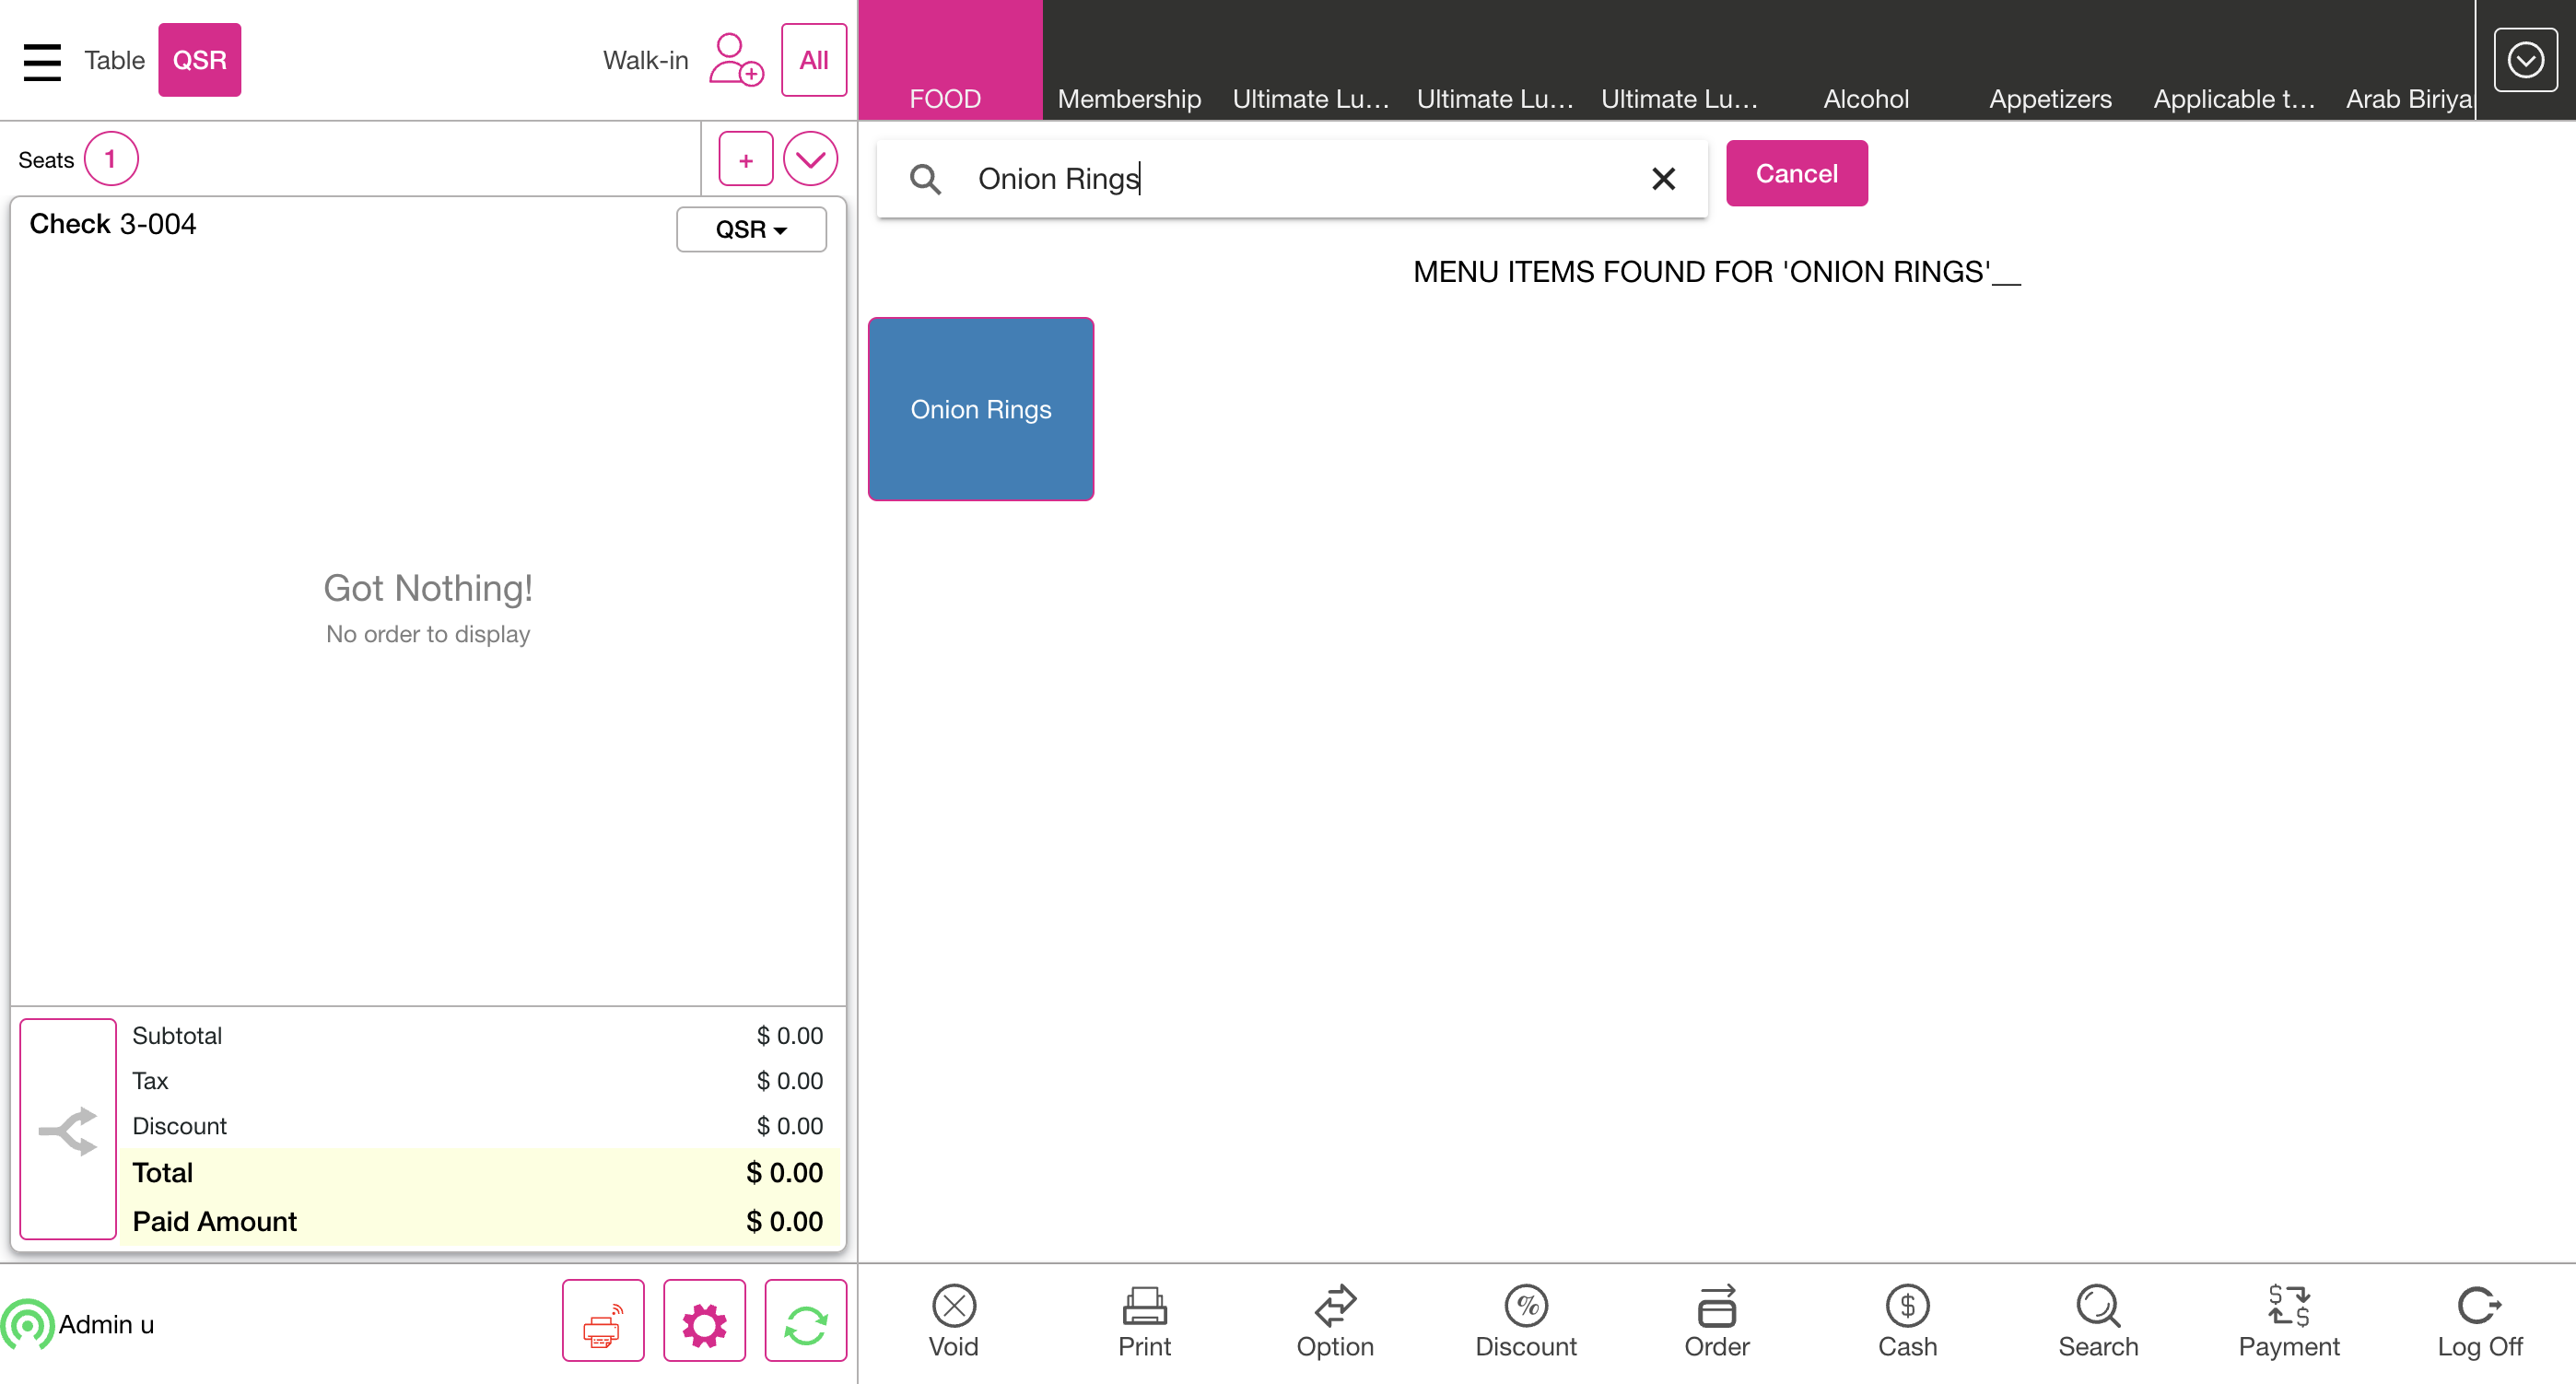 Table
QSR
Walk-in
All
FOOD
Membership
Ultimate Lu...
Ultimate Lu...
Ultimate Lu...
Alcohol
Appetizers
Applicable t...
Arab Biriya
Seats 1
+
Onion Rings
Cancel
Check 3-004
QSR
MENU ITEMS FOUND FOR 'ONION RINGS'__
Onion Rings
Got Nothing!
No order to display
Subtotal $ 0.00
Tax $ 0.00
Discount $ 0.00
Total $ 0.00
Paid Amount $ 0.00
Admin u
Void
Print
Option
Discount
Order
Cash
Search
Payment
Log Off